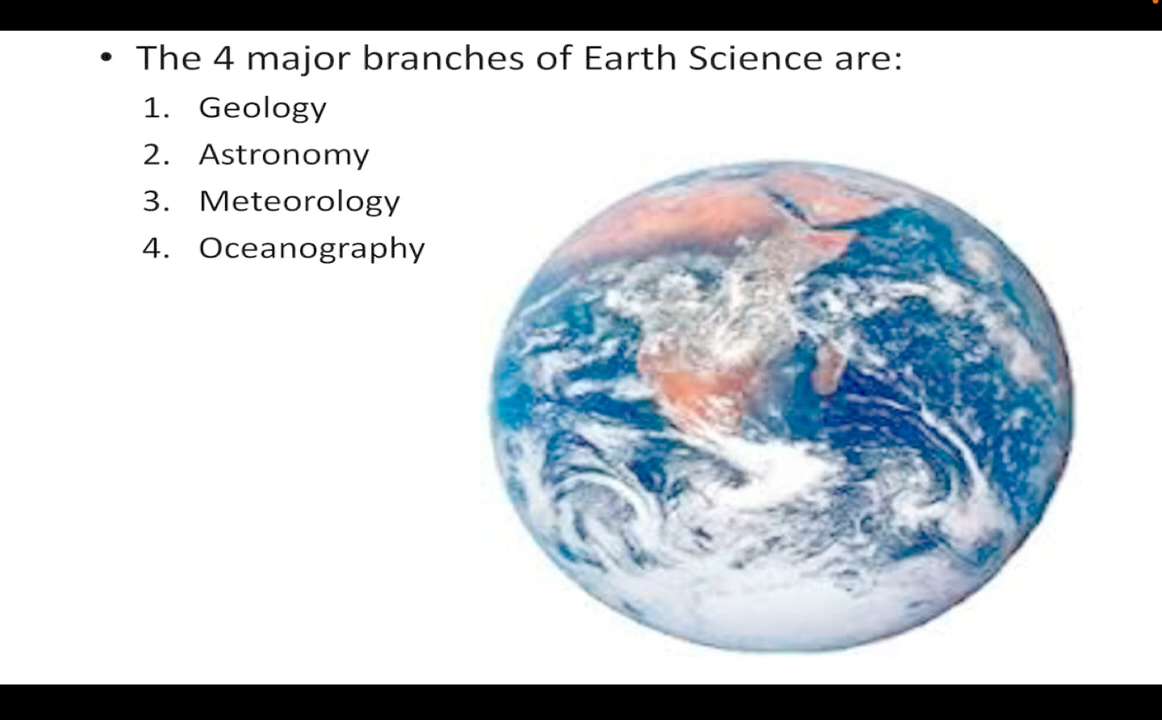 • The 4 major branches of Earth Science are:
1. Geology
2. Astronomy
3. Meteorology
4. Oceanography